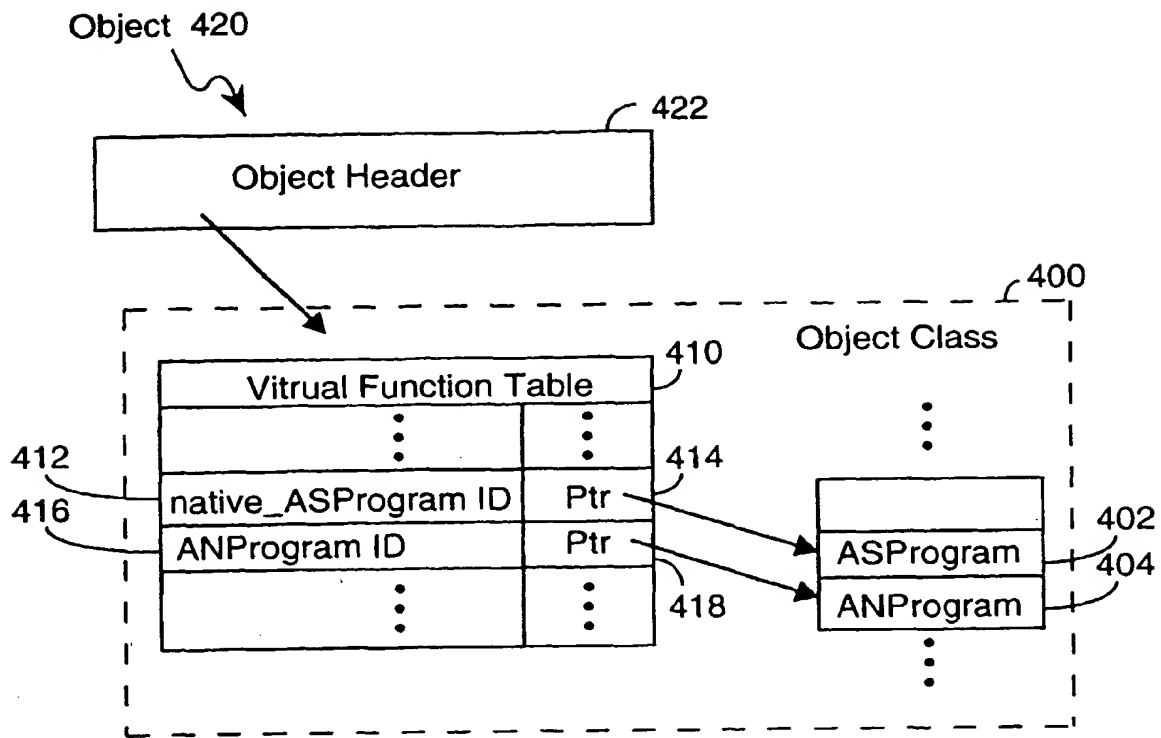 Object 420
422
Object Header
400
Object Class
410
Vitrual Function Table
412
414
native_ASProgram ID Ptr
416
ANProgram ID Ptr
418
402
ASProgram
404
ANProgram